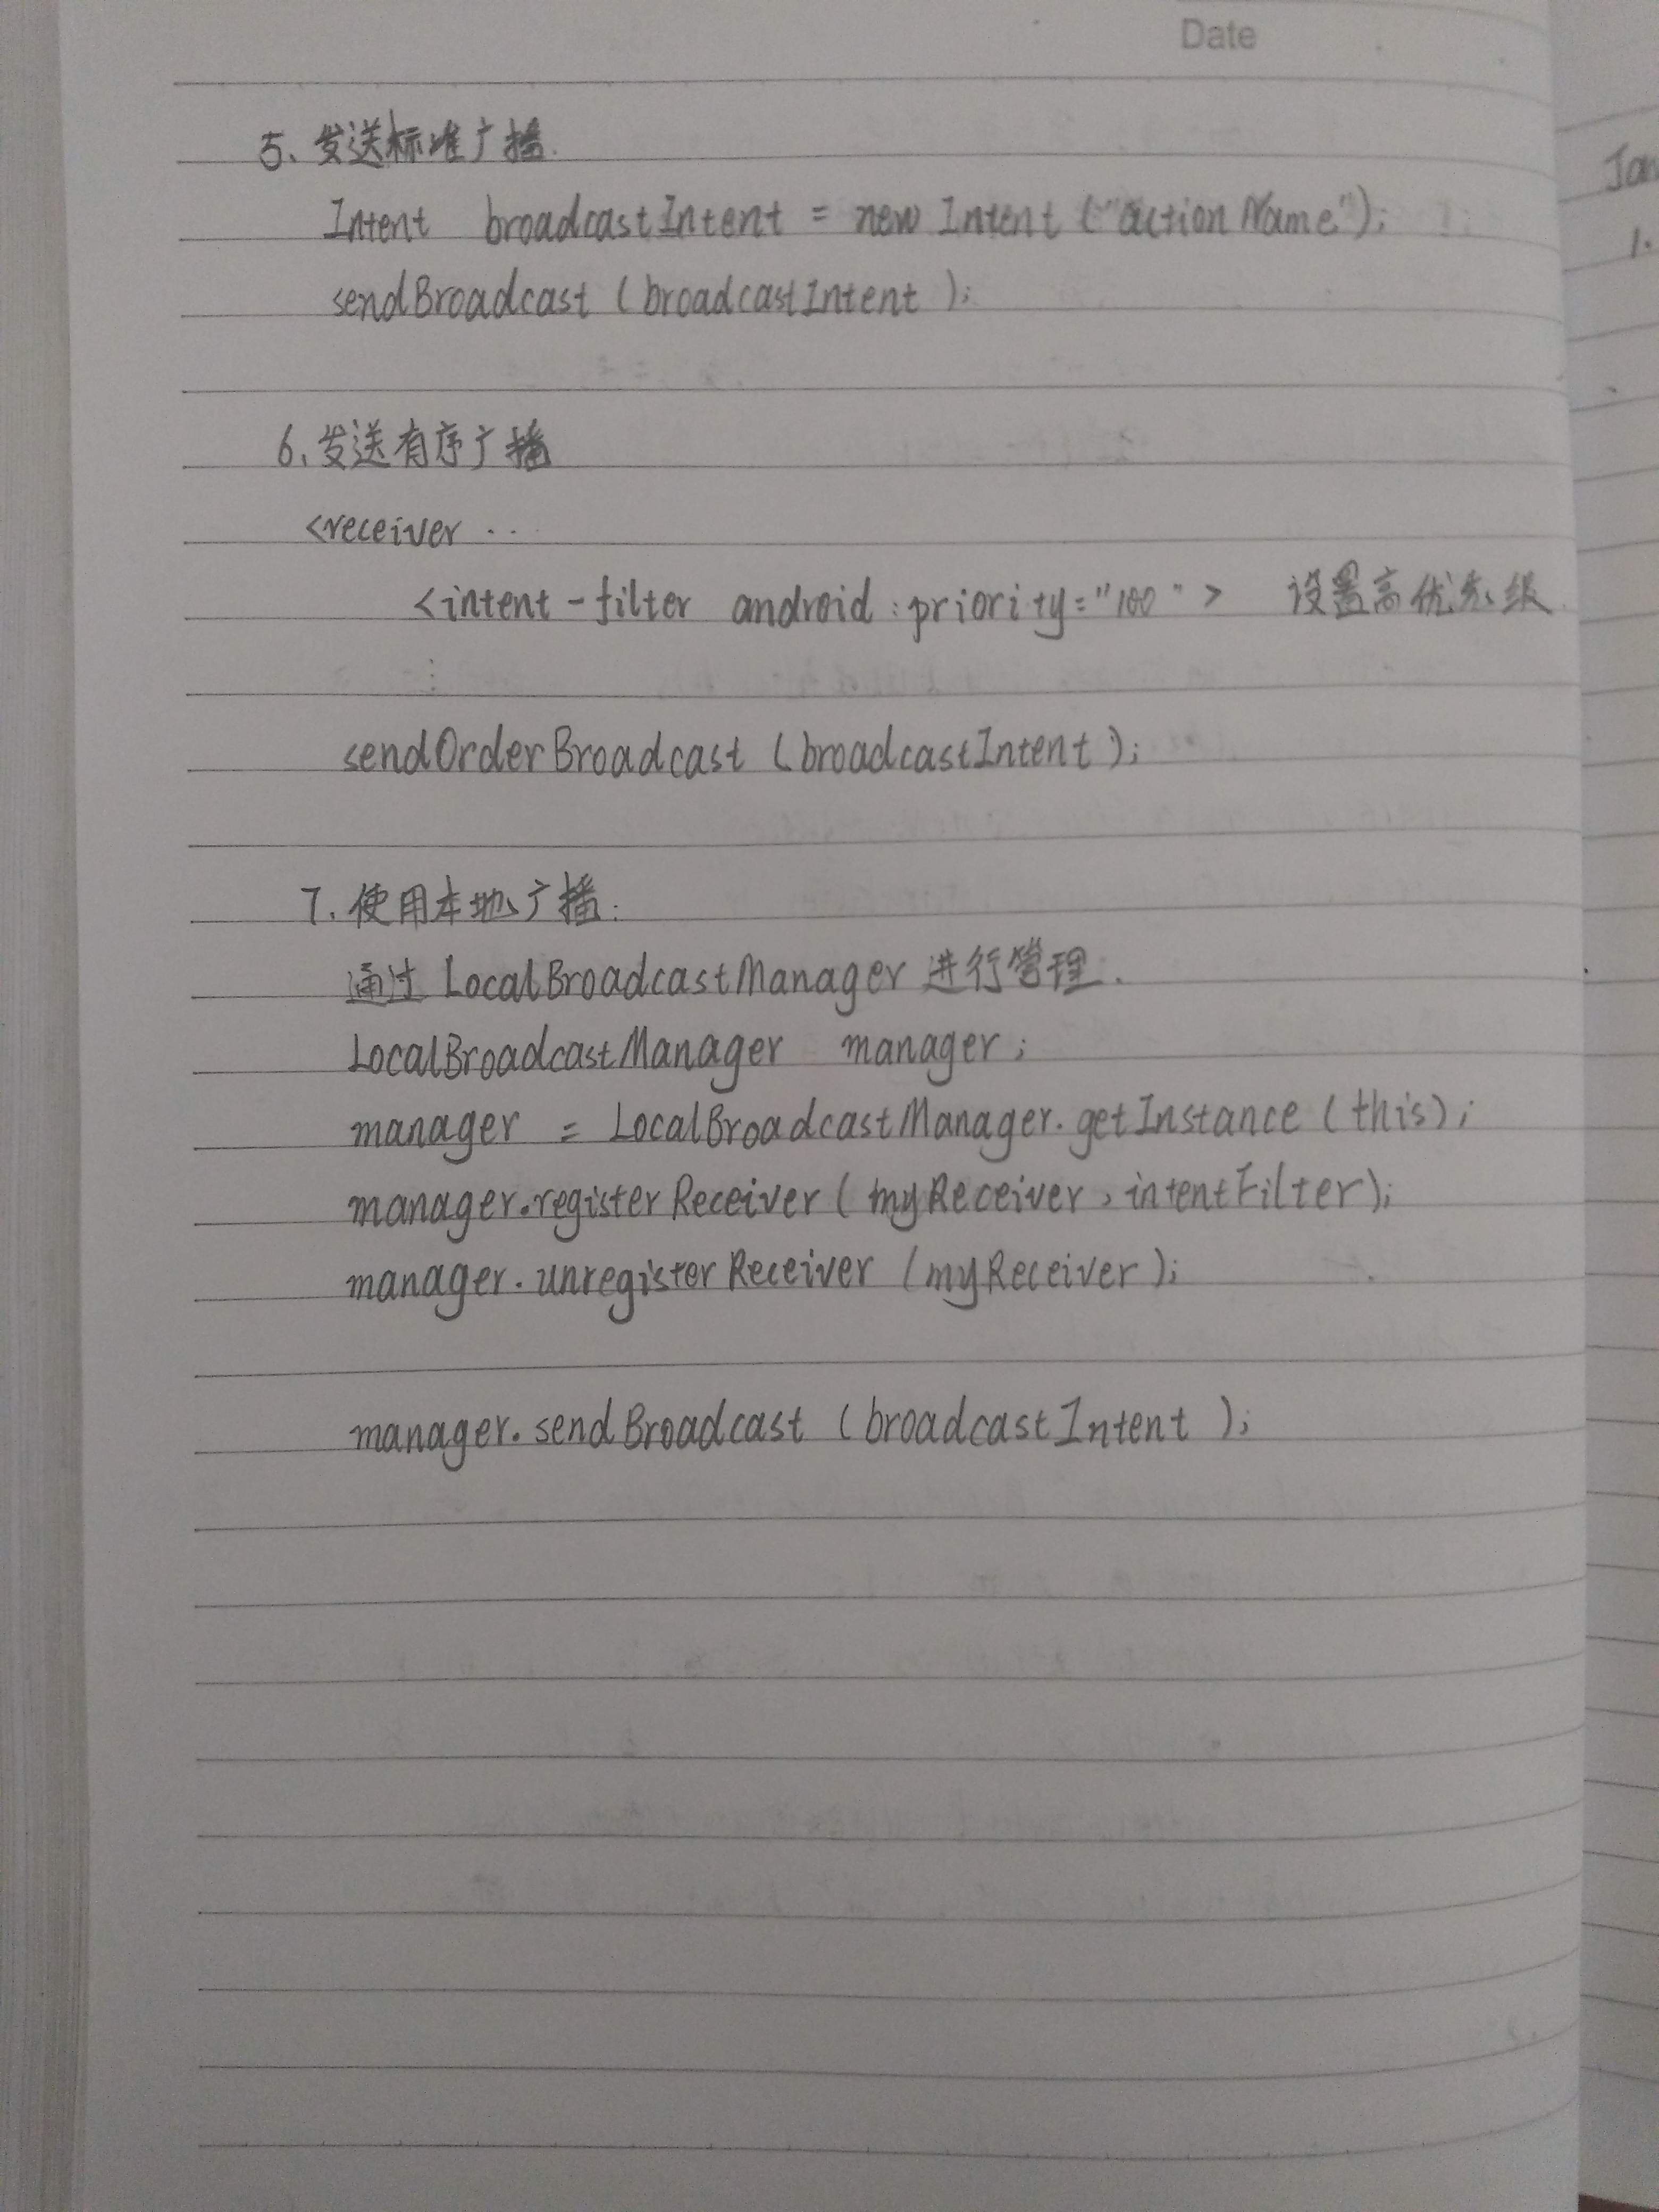 Date
5、发送标准广播.
Intent broadcastIntent = new Intent ("actionName");
sendBroadcast (broadcastIntent);
6、发送有序广播
<receiver ..
<intent-filter android:priority="100"> 设置高优先级.
sendOrderBroadcast (broadcastIntent);
7. 使用本地广播:
通过 LocalBroadcastManager 进行管理.
LocalBroadcastManager manager;
manager = LocalBroadcastManager.getInstance (this);
manager.registerReceiver (myReceiver, intentFilter);
manager.unregisterReceiver (myReceiver);
manager.sendBroadcast (broadcastIntent);
1.